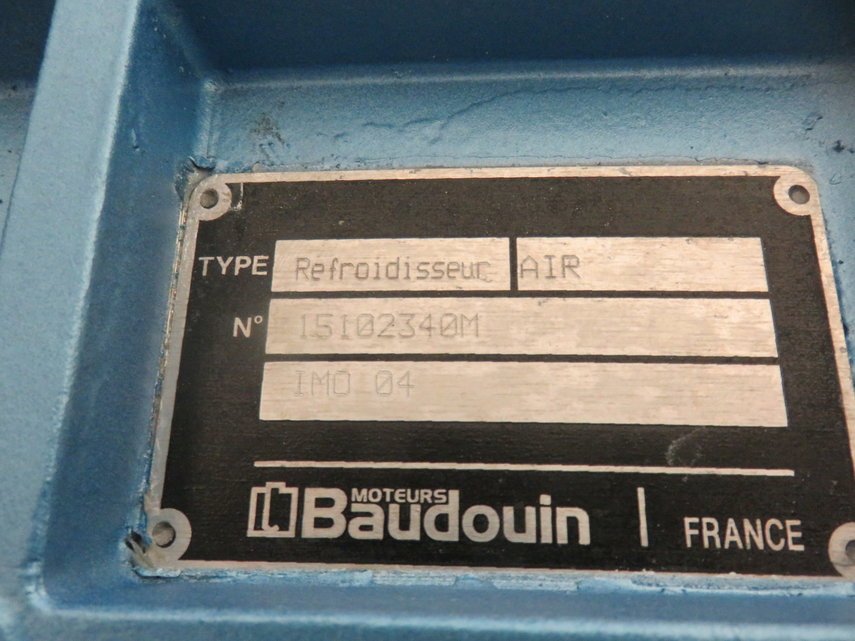 TYPE Refroidisseur AIR
N° 15102340M
IMO 04
MOTEURS
Baudouin | FRANCE